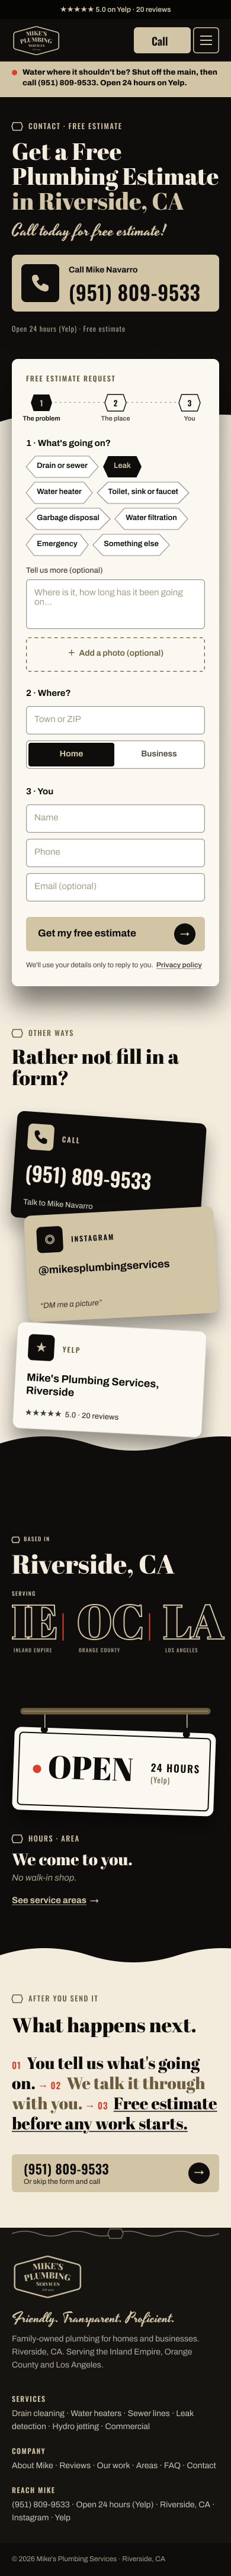 ★★★★★ 5.0 on Yelp · 20 reviews
MIKE'S
PLUMBING
SERVICES
Call
Water where it shouldn't be? Shut off the main, then
call (951) 809-9533. Open 24 hours on Yelp.
CONTACT · FREE ESTIMATE
Get a Free
Plumbing Estimate
in Riverside, CA
Call today for free estimate!
Call Mike Navarro
(951) 809-9533
Open 24 hours (Yelp) · Free estimate
FREE ESTIMATE REQUEST
1 2 3
The problem The place You
1 · What's going on?
Drain or sewer Leak
Water heater Toilet, sink or faucet
Garbage disposal Water filtration
Emergency Something else
Tell us more (optional)
Where is it, how long has it been going
on…
+ Add a photo (optional)
2 · Where?
Town or ZIP
Home Business
3 · You
Name
Phone
Email (optional)
Get my free estimate →
We'll use your details only to reply to you. Privacy policy
OTHER WAYS
Rather not fill in a
form?
CALL
(951) 809-9533
Talk to Mike Navarro
INSTAGRAM
@mikesplumbingservices
"DM me a picture"
YELP
Mike's Plumbing Services,
Riverside
★★★★★ 5.0 · 20 reviews
BASED IN
Riverside, CA
SERVING
IE OC LA
INLAND EMPIRE ORANGE COUNTY LOS ANGELES
OPEN 24 HOURS
(Yelp)
HOURS · AREA
We come to you.
No walk-in shop.
See service areas →
AFTER YOU SEND IT
What happens next.
01 You tell us what's going
on. → 02 We talk it through
with you. → 03 Free estimate
before any work starts.
(951) 809-9533
Or skip the form and call →
MIKE'S
PLUMBING
SERVICES
Friendly. Transparent. Proficient.
Family-owned plumbing for homes and businesses.
Riverside, CA. Serving the Inland Empire, Orange
County and Los Angeles.
SERVICES
Drain cleaning · Water heaters · Sewer lines · Leak
detection · Hydro jetting · Commercial
COMPANY
About Mike · Reviews · Our work · Areas · FAQ · Contact
REACH MIKE
(951) 809-9533 · Open 24 hours (Yelp) · Riverside, CA ·
Instagram · Yelp
© 2026 Mike's Plumbing Services · Riverside, CA